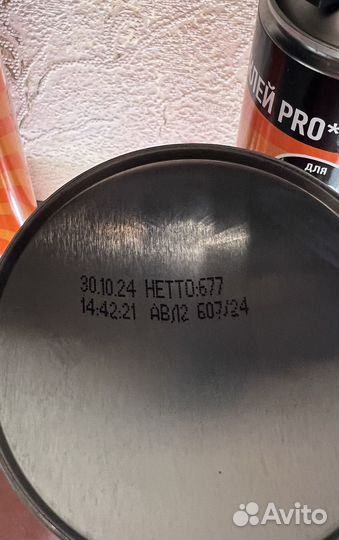 ЛЕЙ PRO*
для
30.10.24 НЕТТО:677
14:42:21 АВЛ2 607/24
Avito